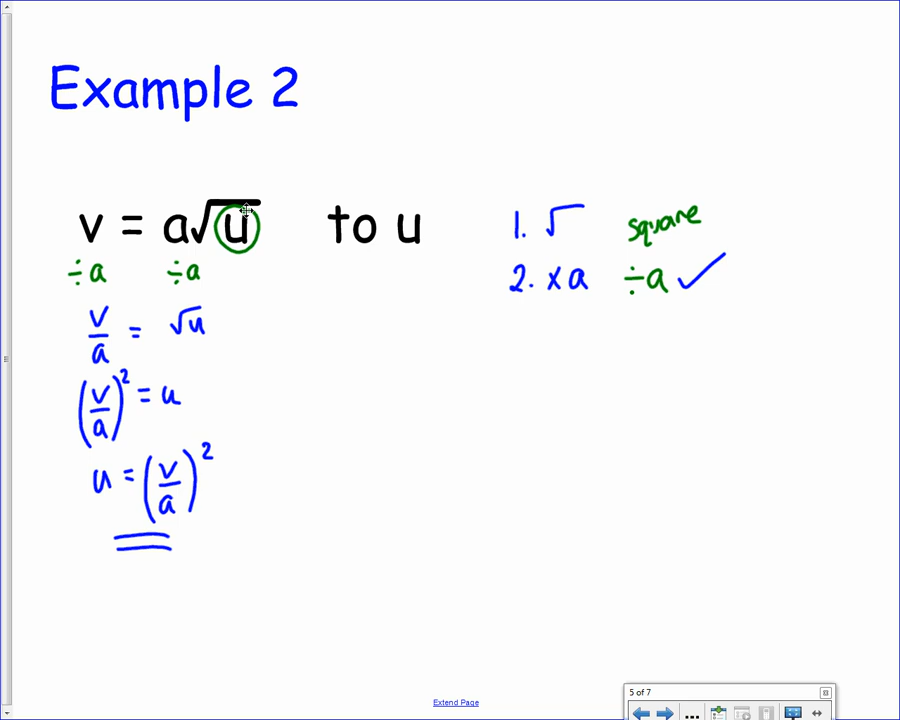 Example 2
v = a√u to u
1. √ square
2. × a ÷a ✓
÷a ÷a
v/a = √u
(v/a)² = u
u = (v/a)²
Extend Page
5 of 7